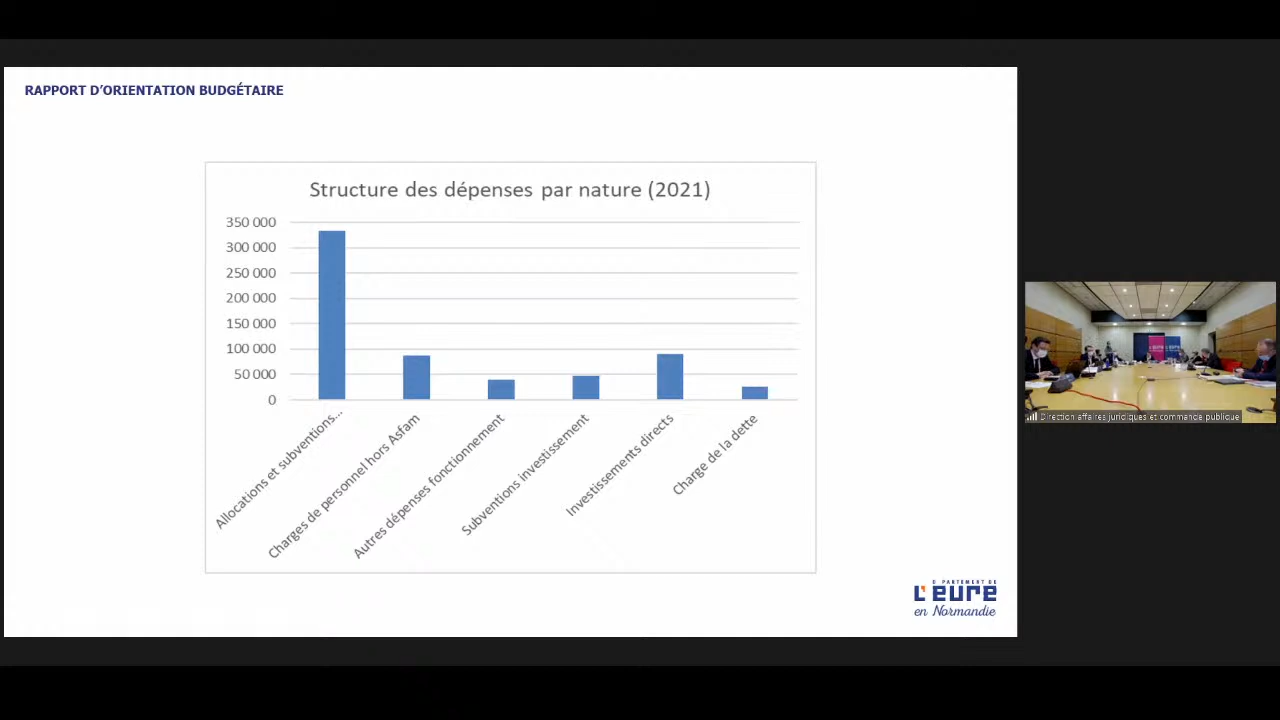 RAPPORT D'ORIENTATION BUDGÉTAIRE
Structure des dépenses par nature (2021)
350 000
300 000
250 000
200 000
150 000
100 000
50 000
0
Allocations et subventions...
Charges de personnel hors Asfam
Autres dépenses fonctionnement
Subventions investissement
Investissements directs
Charge de la dette
L'EURE
en Normandie
Direction affaires juridiques et commande publique